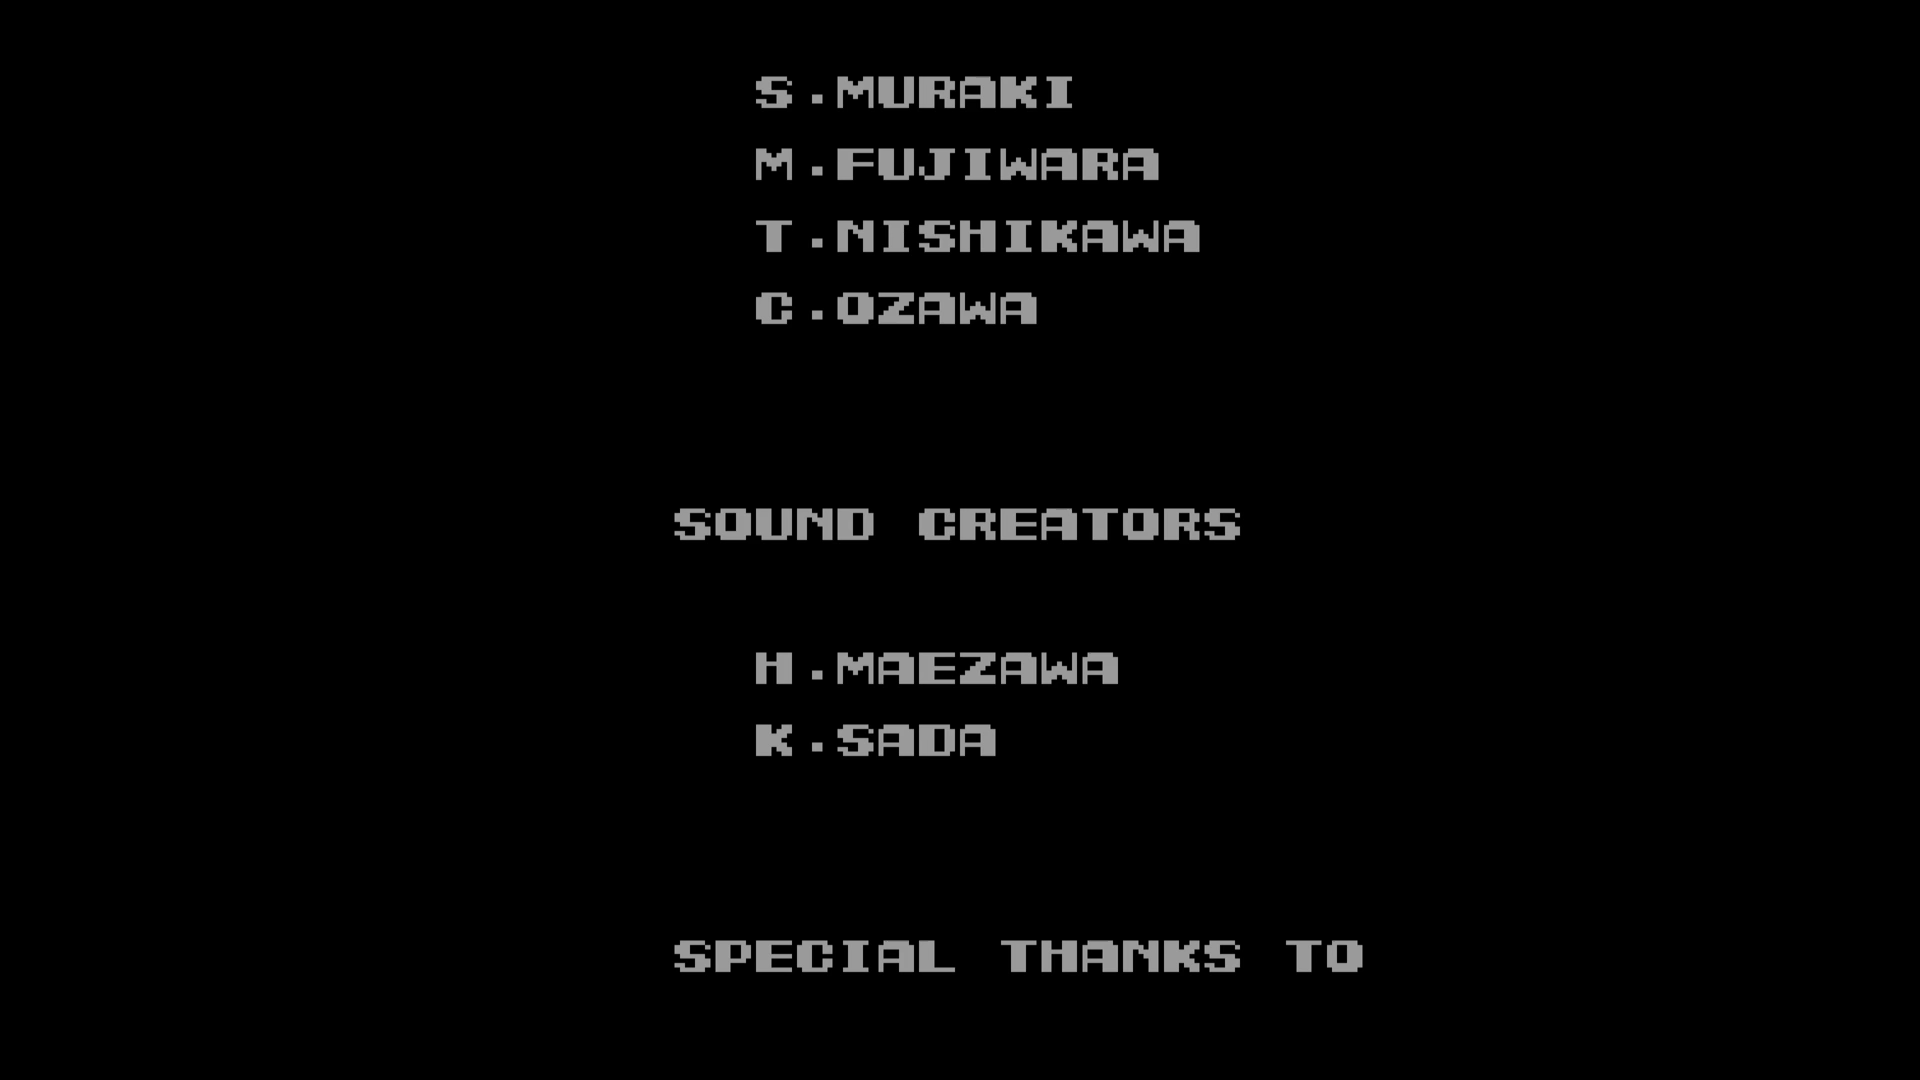 S.MURAKI
M.FUJIWARA
T.NISHIKAWA
C.OZAWA
SOUND CREATORS
H.MAEZAWA
K.SADA
SPECIAL THANKS TO